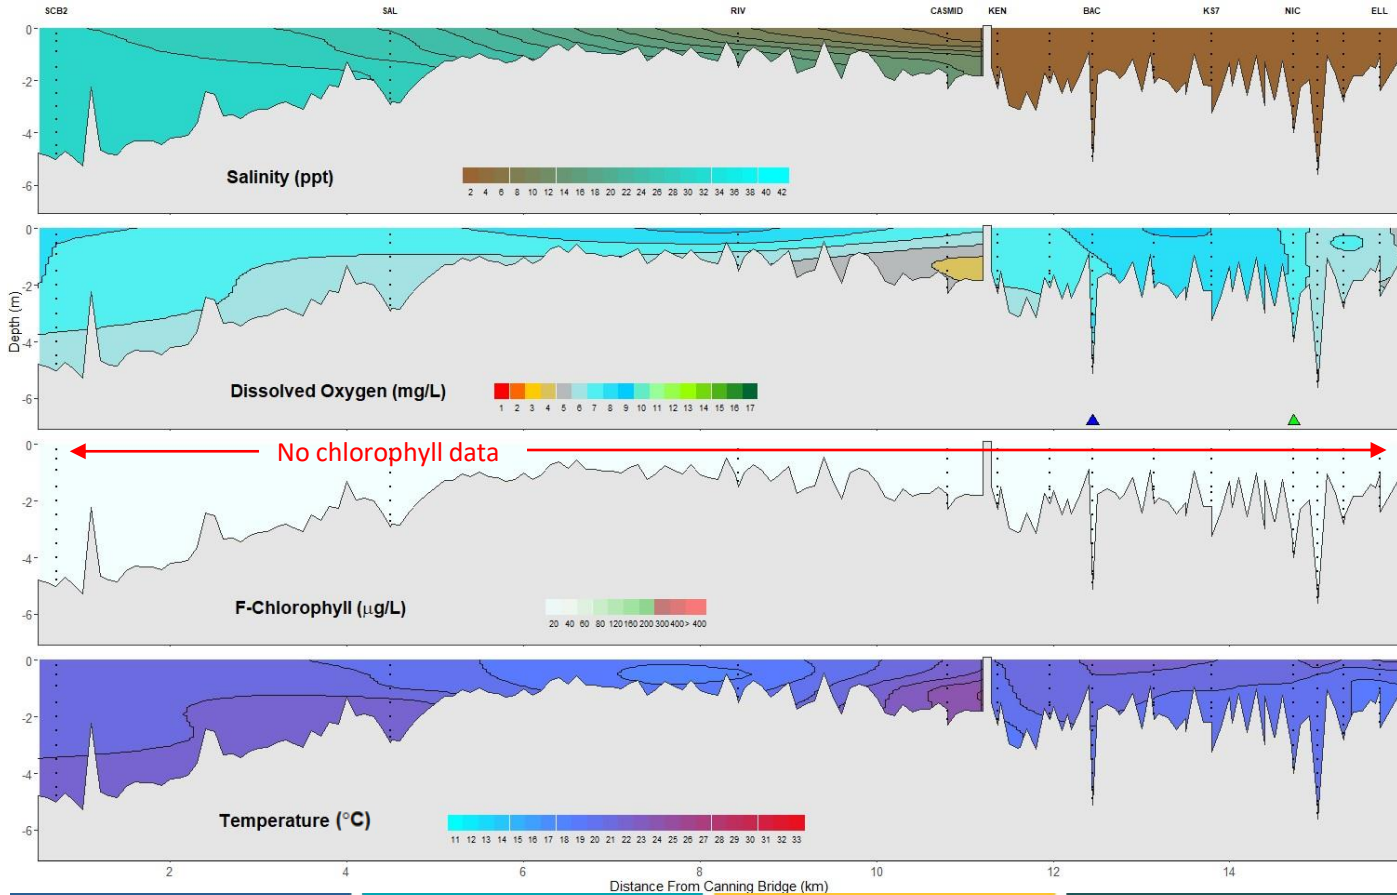 SCB2 SAL RIV CASMID KEN BAC KS7 NIC ELL
0
-2
-4
-6
Salinity (ppt)
2 4 6 8 10 12 14 16 18 20 22 24 26 28 30 32 34 36 38 40 42
0
-2
-4
-6
Depth (m)
Dissolved Oxygen (mg/L)
1 2 3 4 5 6 7 8 9 10 11 12 13 14 15 16 17
No chlorophyll data
0
-2
-4
-6
F-Chlorophyll (μg/L)
20 40 60 80 120 160 200 300 400 > 400
0
-2
-4
-6
Temperature (°C)
11 12 13 14 15 16 17 18 19 20 21 22 23 24 25 26 27 28 29 30 31 32 33
2 4 6 8 10 12 14
Distance From Canning Bridge (km)